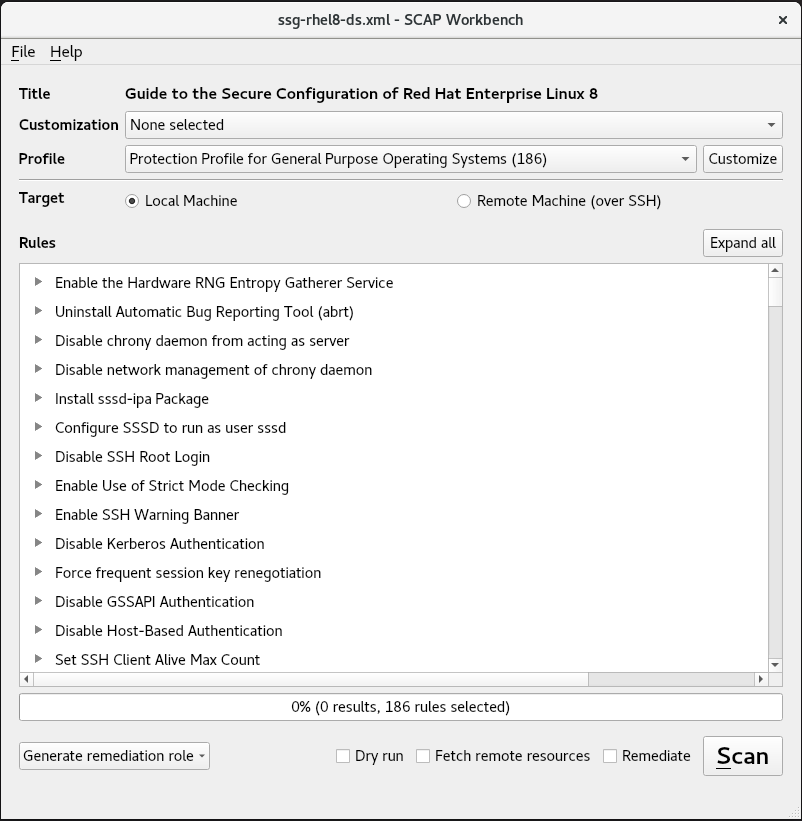 ssg-rhel8-ds.xml - SCAP Workbench
File Help
Title Guide to the Secure Configuration of Red Hat Enterprise Linux 8
Customization None selected
Profile Protection Profile for General Purpose Operating Systems (186) Customize
Target Local Machine Remote Machine (over SSH)
Rules Expand all
Enable the Hardware RNG Entropy Gatherer Service
Uninstall Automatic Bug Reporting Tool (abrt)
Disable chrony daemon from acting as server
Disable network management of chrony daemon
Install sssd-ipa Package
Configure SSSD to run as user sssd
Disable SSH Root Login
Enable Use of Strict Mode Checking
Enable SSH Warning Banner
Disable Kerberos Authentication
Force frequent session key renegotiation
Disable GSSAPI Authentication
Disable Host-Based Authentication
Set SSH Client Alive Max Count
0% (0 results, 186 rules selected)
Generate remediation role Dry run Fetch remote resources Remediate Scan